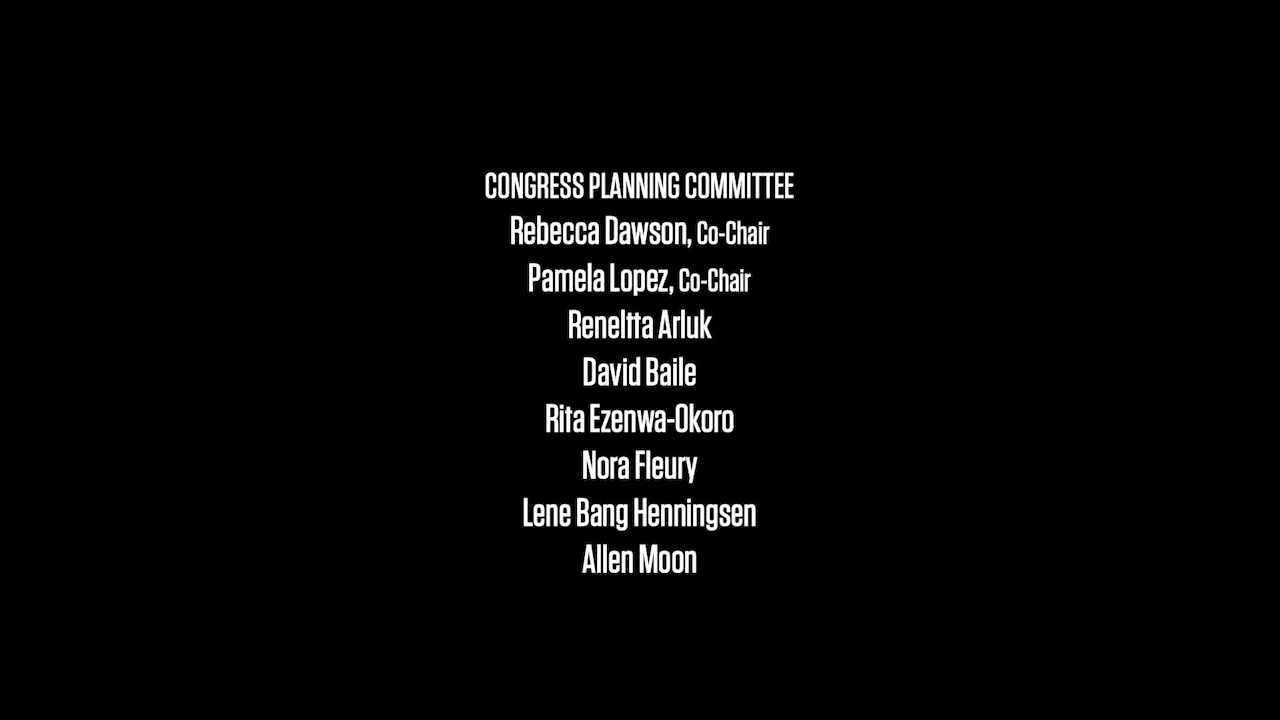 CONGRESS PLANNING COMMITTEE
Rebecca Dawson, Co-Chair
Pamela Lopez, Co-Chair
Reneltta Arluk
David Baile
Rita Ezenwa-Okoro
Nora Fleury
Lene Bang Henningsen
Allen Moon